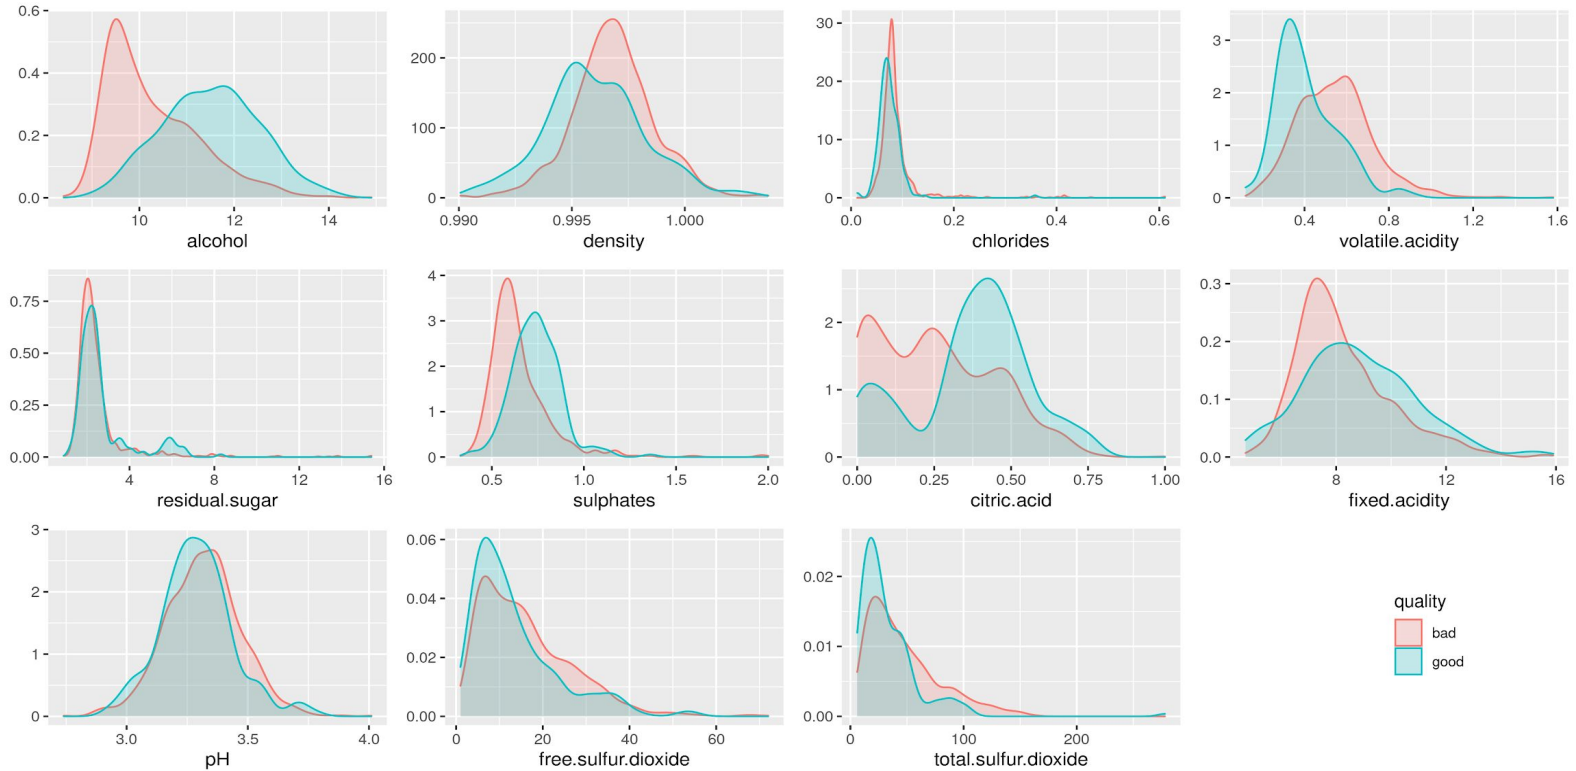 0.6
0.4
0.2
0.0
10 12 14
alcohol
200
100
0
0.990 0.995 1.000
density
30
20
10
0
0.0 0.2 0.4 0.6
chlorides
3
2
1
0
0.4 0.8 1.2 1.6
volatile.acidity
0.75
0.50
0.25
0.00
4 8 12 16
residual.sugar
4
3
2
1
0
0.5 1.0 1.5 2.0
sulphates
2
1
0
0.00 0.25 0.50 0.75 1.00
citric.acid
0.3
0.2
0.1
0.0
8 12 16
fixed.acidity
3
2
1
0
3.0 3.5 4.0
pH
0.06
0.04
0.02
0.00
0 20 40 60
free.sulfur.dioxide
0.02
0.01
0.00
0 100 200
total.sulfur.dioxide
quality
bad
good